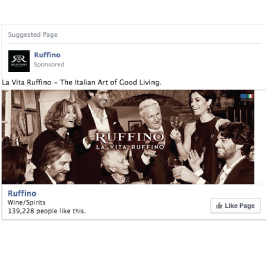 Suggested Page
Ruffino
Sponsored
La Vita Ruffino - The Italian Art of Good Living.
RUFFINO
LA VITA RUFFINO
Ruffino
Wine/Spirits
139,228 people like this.
Like Page